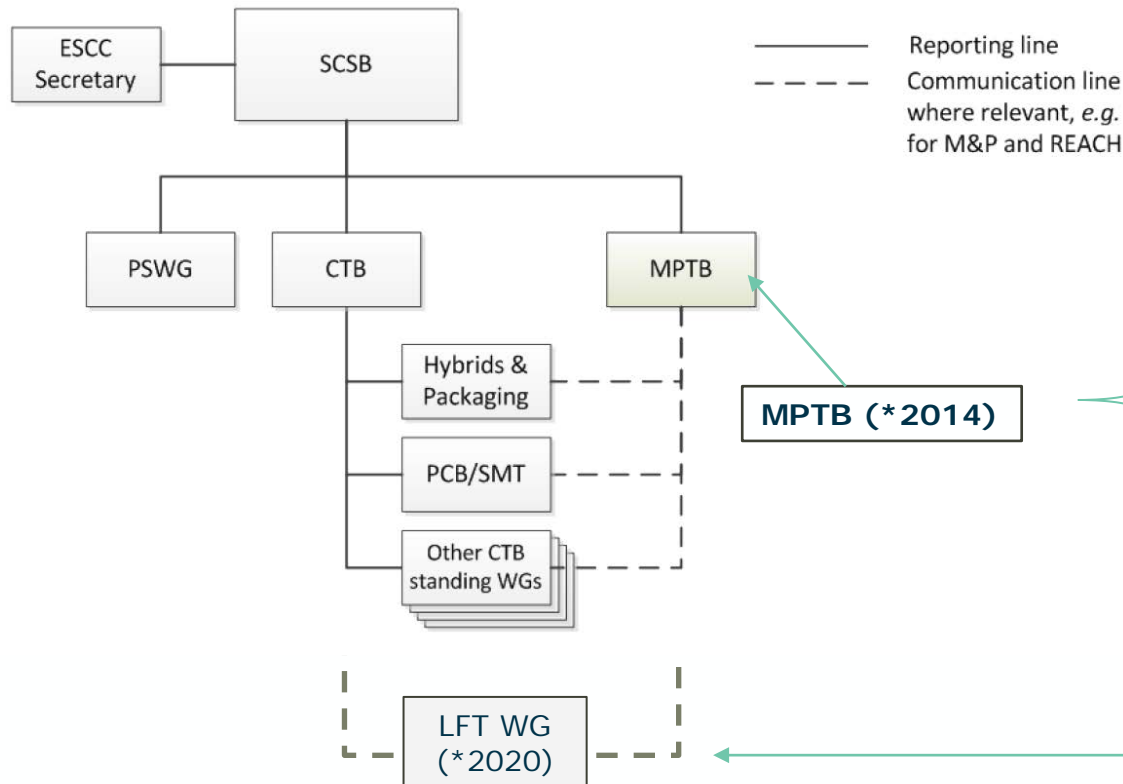 ESCC
Secretary
SCSB
Reporting line
Communication line
where relevant, e.g.
for M&P and REACH
PSWG
CTB
MPTB
Hybrids &
Packaging
MPTB (*2014)
PCB/SMT
Other CTB
standing WGs
LFT WG
(*2020)